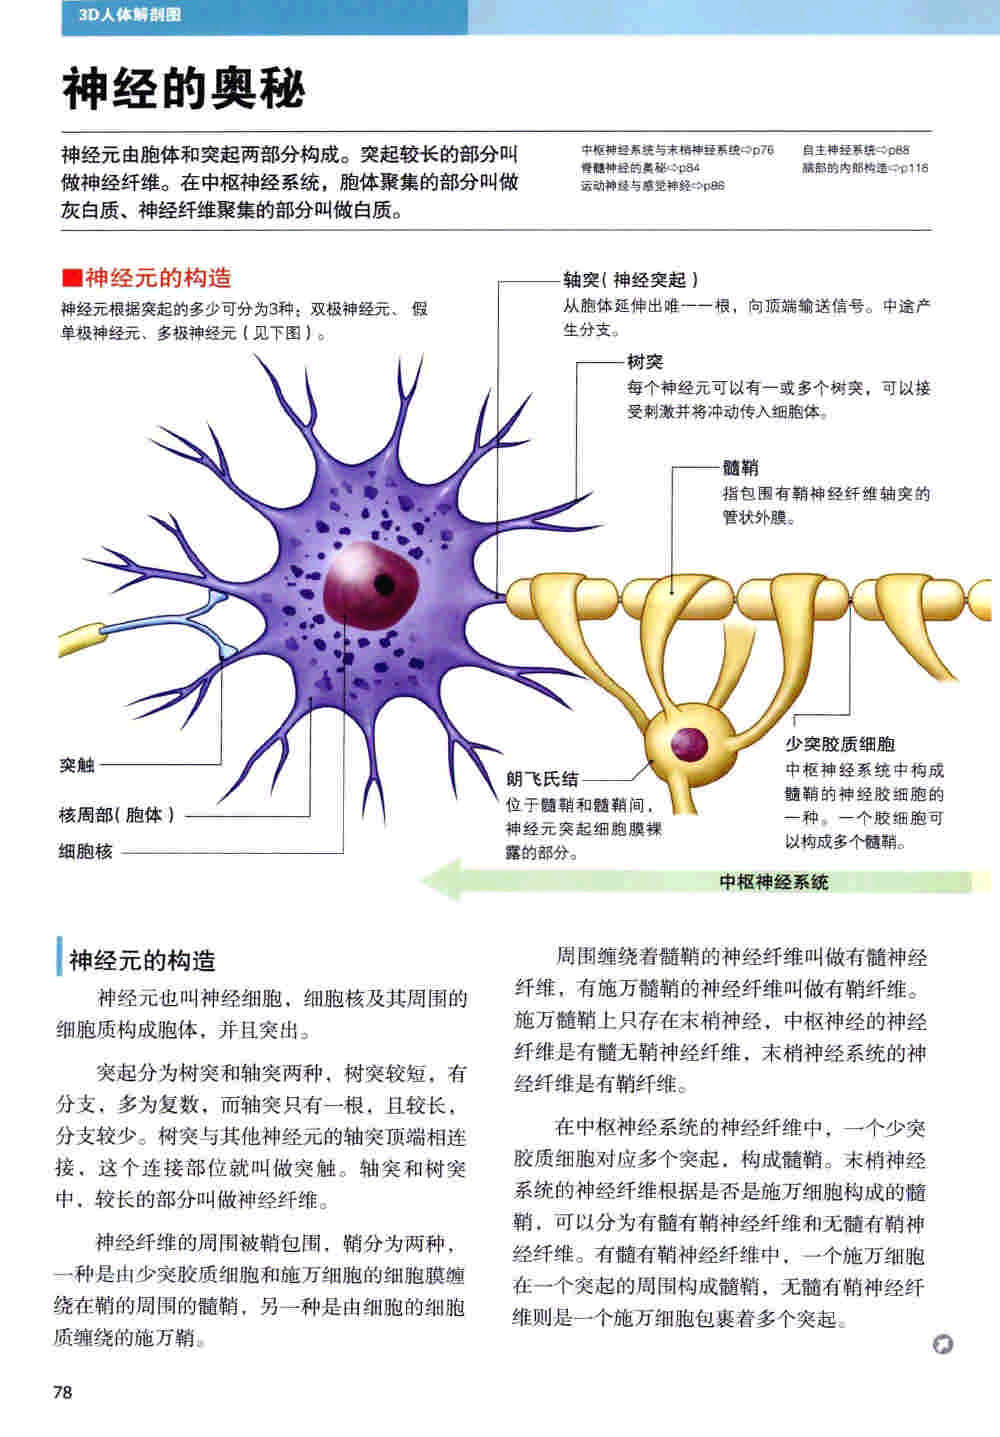 3D人体解剖图
神经的奥秘
神经元由胞体和突起两部分构成。突起较长的部分叫
做神经纤维。在中枢神经系统，胞体聚集的部分叫做
灰白质、神经纤维聚集的部分叫做白质。
中枢神经系统与末梢神经系统⇨p76
脊髓神经的奥秘⇨p84
运动神经与感觉神经⇨p86
自主神经系统⇨p88
脑部的内部构造⇨p116
■神经元的构造
神经元根据突起的多少可分为3种；双极神经元、 假
单极神经元、多极神经元（见下图）。
轴突（神经突起）
从胞体延伸出唯一一根，向顶端输送信号。中途产
生分支。
树突
每个神经元可以有一或多个树突，可以接
受刺激并将冲动传入细胞体。
髓鞘
指包围有鞘神经纤维轴突的
管状外膜。
突触
核周部（胞体）
细胞核
朗飞氏结
位于髓鞘和髓鞘间，
神经元突起细胞膜裸
露的部分。
少突胶质细胞
中枢神经系统中构成
髓鞘的神经胶细胞的
一种。一个胶细胞可
以构成多个髓鞘。
中枢神经系统
神经元的构造
神经元也叫神经细胞，细胞核及其周围的
细胞质构成胞体，并且突出。
突起分为树突和轴突两种，树突较短，有
分支，多为复数，而轴突只有一根，且较长，
分支较少。树突与其他神经元的轴突顶端相连
接，这个连接部位就叫做突触。轴突和树突
中，较长的部分叫做神经纤维。
神经纤维的周围被鞘包围，鞘分为两种，
一种是由少突胶质细胞和施万细胞的细胞膜缠
绕在鞘的周围的髓鞘，另一种是由细胞的细胞
质缠绕的施万鞘。
周围缠绕着髓鞘的神经纤维叫做有髓神经
纤维，有施万髓鞘的神经纤维叫做有鞘纤维。
施万髓鞘上只存在末梢神经，中枢神经的神经
纤维是有髓无鞘神经纤维，末梢神经系统的神
经纤维是有鞘纤维。
在中枢神经系统的神经纤维中，一个少突
胶质细胞对应多个突起，构成髓鞘。末梢神经
系统的神经纤维根据是否是施万细胞构成的髓
鞘，可以分为有髓有鞘神经纤维和无髓有鞘神
经纤维。有髓有鞘神经纤维中，一个施万细胞
在一个突起的周围构成髓鞘，无髓有鞘神经纤
维则是一个施万细胞包裹着多个突起。
78